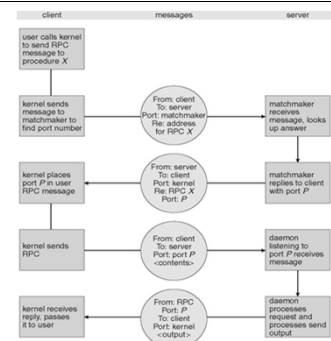 client
messages
server
user calls kernel
to send RPC
message to
procedure X
kernel sends
message to
matchmaker to
find port number
From: client
To: server
Port: matchmaker
Re: address
for RPC X
matchmaker
receives
message, looks
up answer
kernel places
port P in user
RPC message
From: server
To: client
Port: kernel
Re: RPC X
Port: P
matchmaker
replies to client
with port P
kernel sends
RPC
From: client
To: server
Port: port P
<contents>
daemon
listening to
port P receives
message
kernel receives
reply, passes
it to user
From: RPC
Port: P
To: client
Port: kernel
<output>
daemon
processes
request and
processes send
output